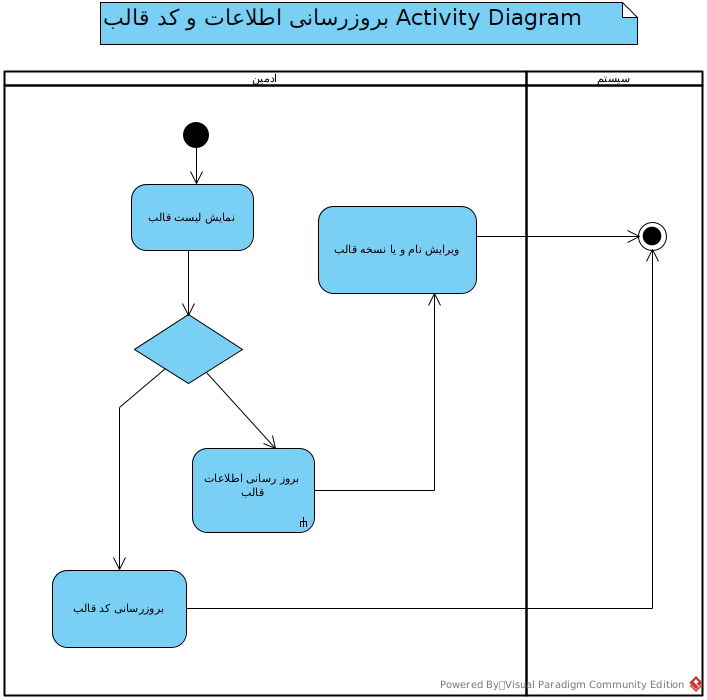 بروزرسانی اطلاعات و کد قالب Activity Diagram
ادمین
سیستم
نمایش لیست قالب
ویرایش نام و یا نسخه قالب
بروز رسانی اطلاعات
قالب
بروزرسانی کد قالب
Powered By Visual Paradigm Community Edition